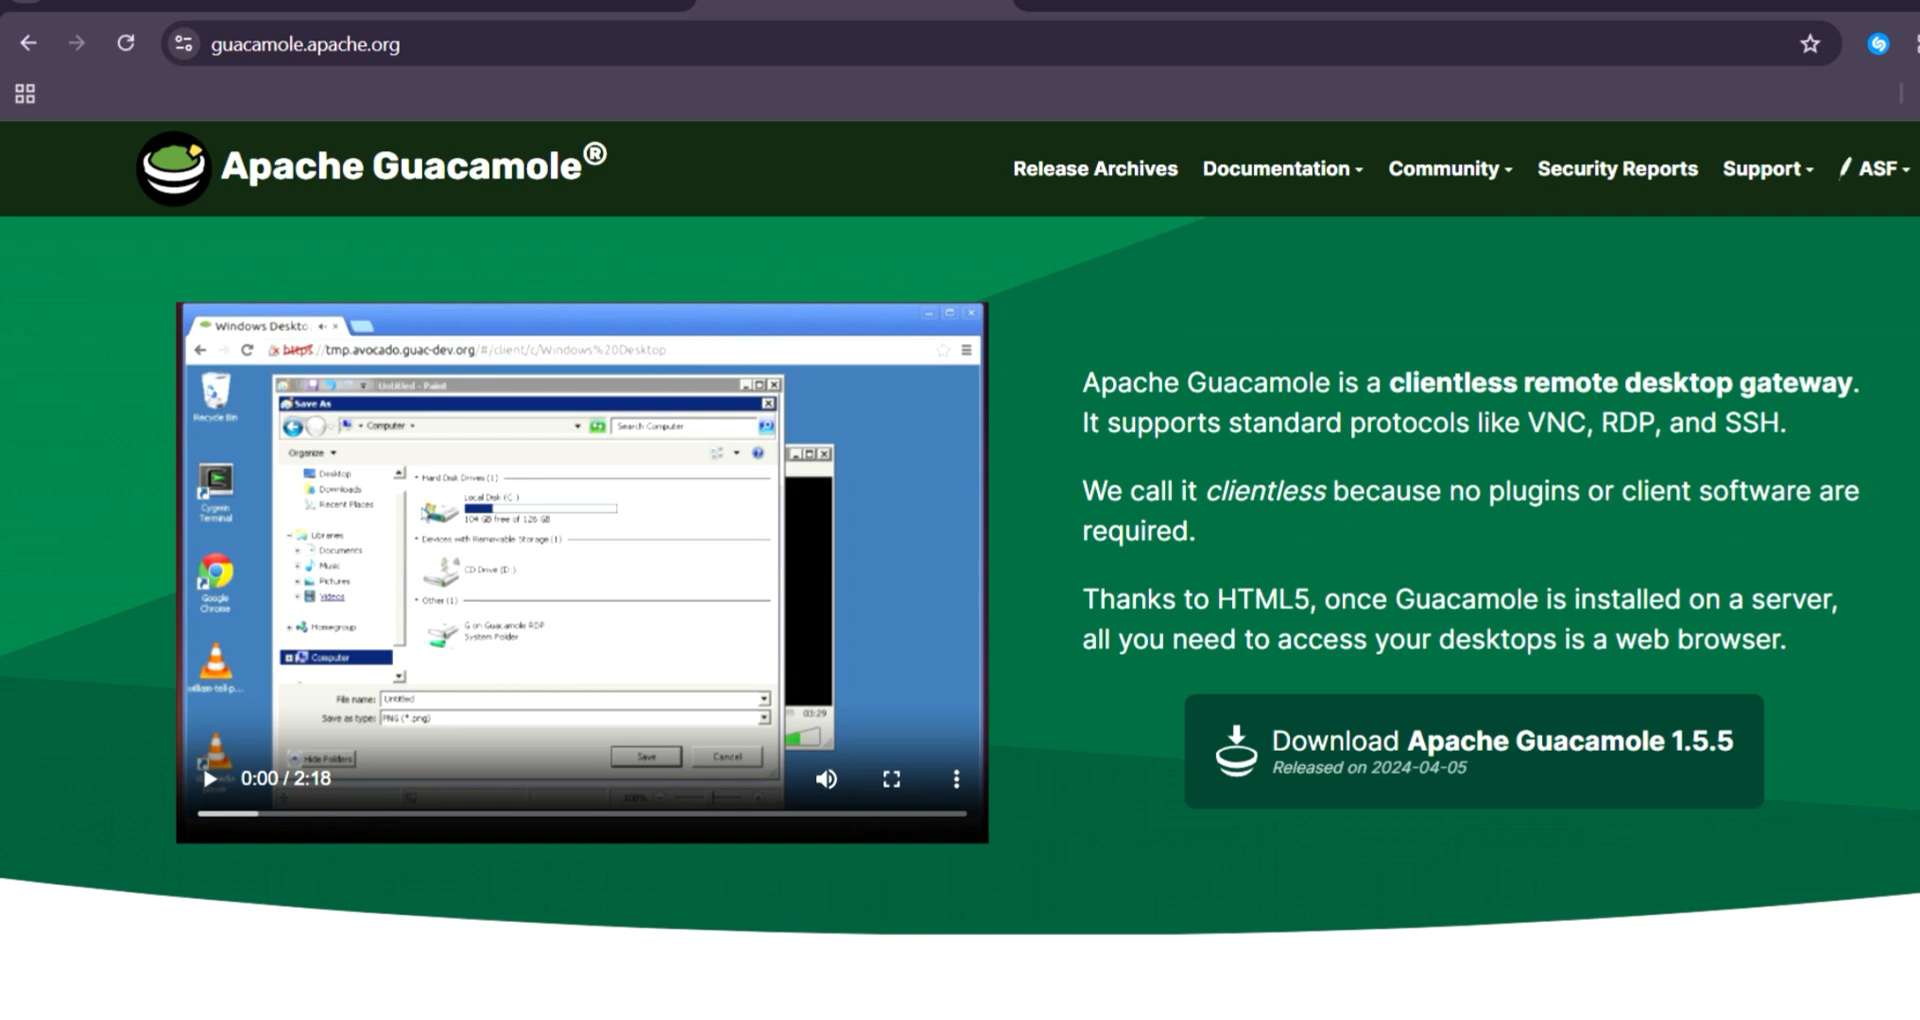 guacamole.apache.org
Apache Guacamole®
Release Archives Documentation Community Security Reports Support ASF
Windows Deskto
https://tmp.avocado.guac-dev.org/#/client/c/Windows%20Desktop
Untitled - Paint
Save As
Recycle Bin
Computer
Search Computer
Organize
Desktop
Downloads
Recent Places
Hard Disk Drives (1)
Local Disk (C:)
104 GB free of 126 GB
Cygwin
Terminal
Libraries
Documents
Music
Pictures
Videos
Devices with Removable Storage (1)
CD Drive (D:)
Other (1)
G on Guacamole RDP
System Folder
Google
Chrome
Homegroup
Computer
File name: Untitled
Save as type: PNG (*.png)
03:29
Hide Folders
Save
Cancel
100%
0:00 / 2:18
Apache Guacamole is a clientless remote desktop gateway.
It supports standard protocols like VNC, RDP, and SSH.
We call it clientless because no plugins or client software are
required.
Thanks to HTML5, once Guacamole is installed on a server,
all you need to access your desktops is a web browser.
Download Apache Guacamole 1.5.5
Released on 2024-04-05